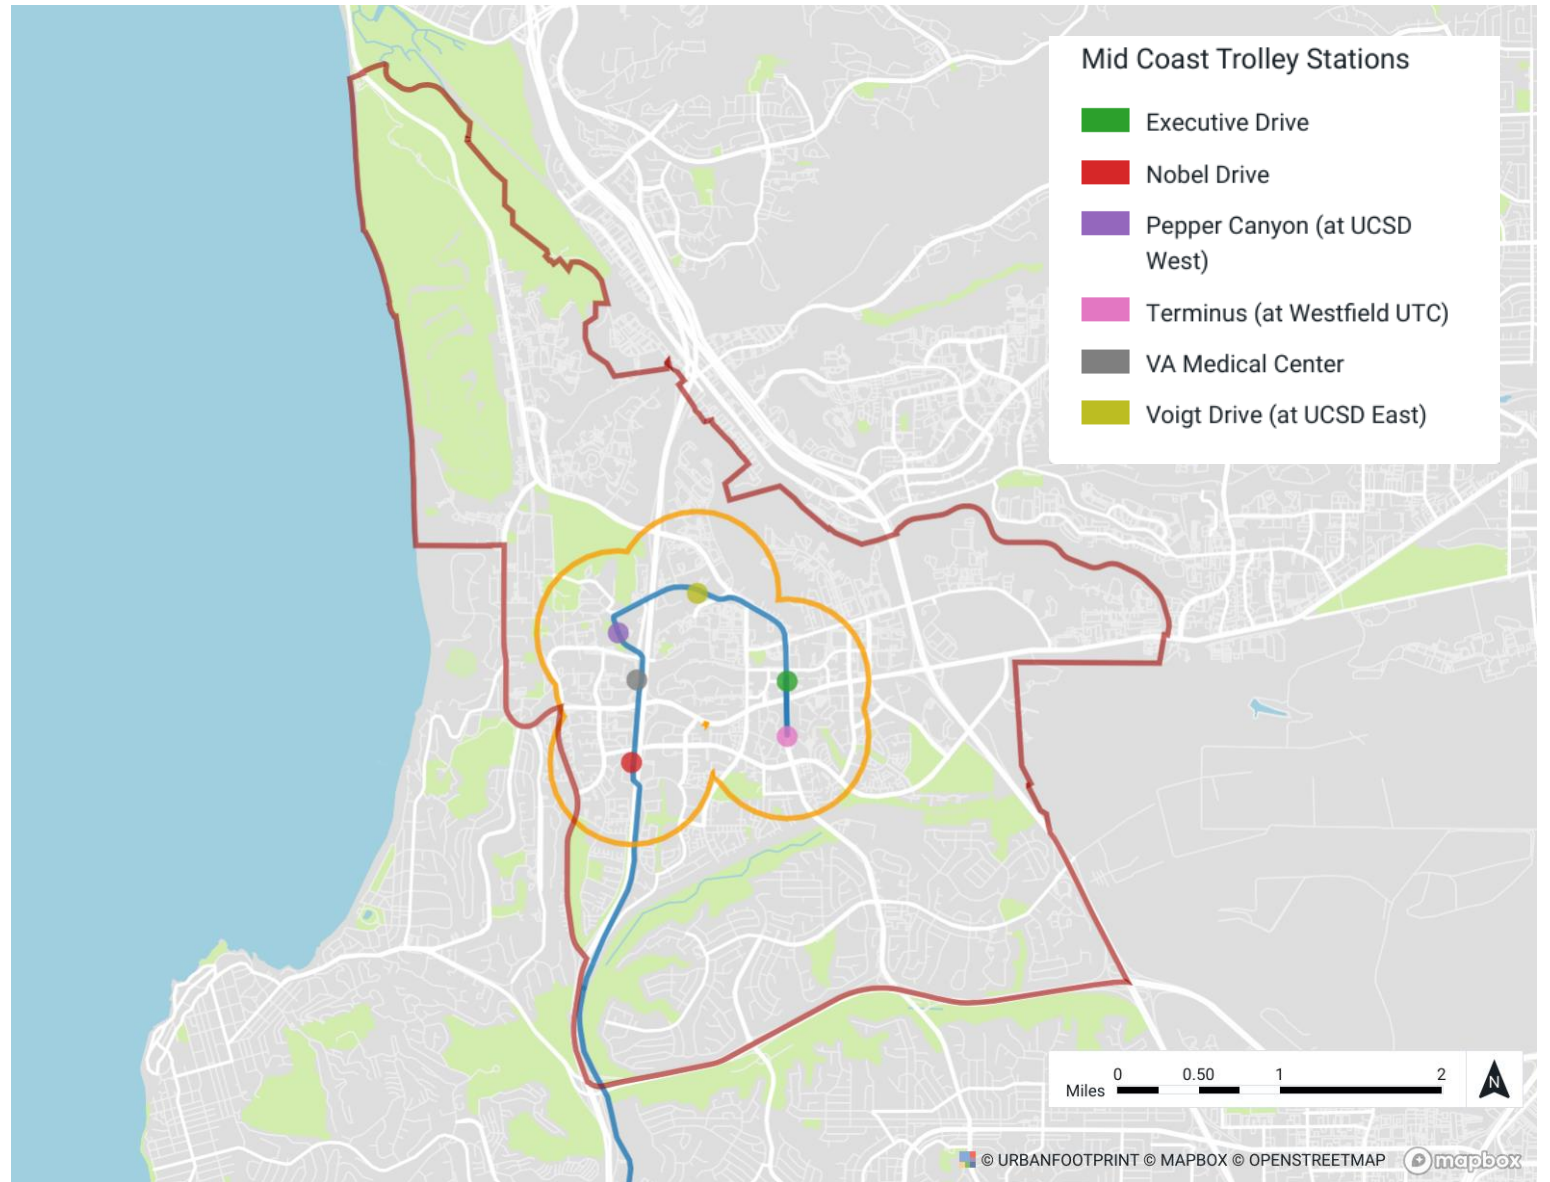 Mid Coast Trolley Stations
Executive Drive
Nobel Drive
Pepper Canyon (at UCSD
West)
Terminus (at Westfield UTC)
VA Medical Center
Voigt Drive (at UCSD East)
0 0.50 1 2
Miles
N
© URBANFOOTPRINT © MAPBOX © OPENSTREETMAP
mapbox